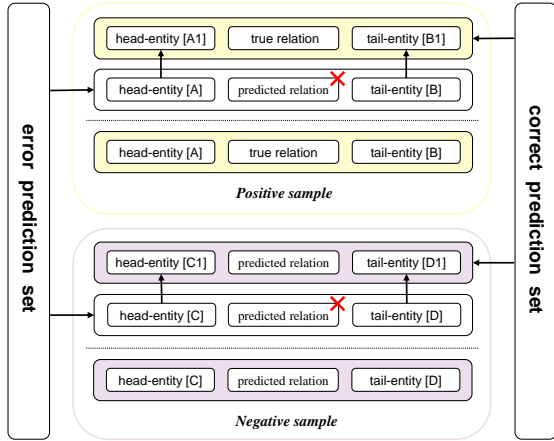 error prediction set
head-entity [A1] true relation tail-entity [B1]
head-entity [A] predicted relation tail-entity [B]
head-entity [A] true relation tail-entity [B]
Positive sample
head-entity [C1] predicted relation tail-entity [D1]
head-entity [C] predicted relation tail-entity [D]
head-entity [C] predicted relation tail-entity [D]
Negative sample
correct prediction set